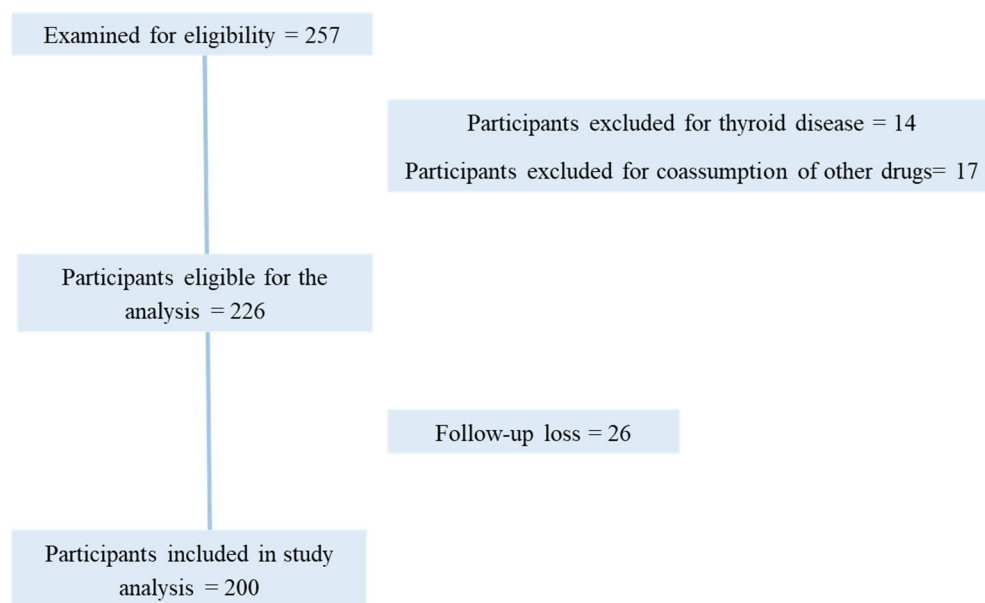 Examined for eligibility = 257
Participants excluded for thyroid disease = 14
Participants excluded for coassumption of other drugs= 17
Participants eligible for the
analysis = 226
Follow-up loss = 26
Participants included in study
analysis = 200